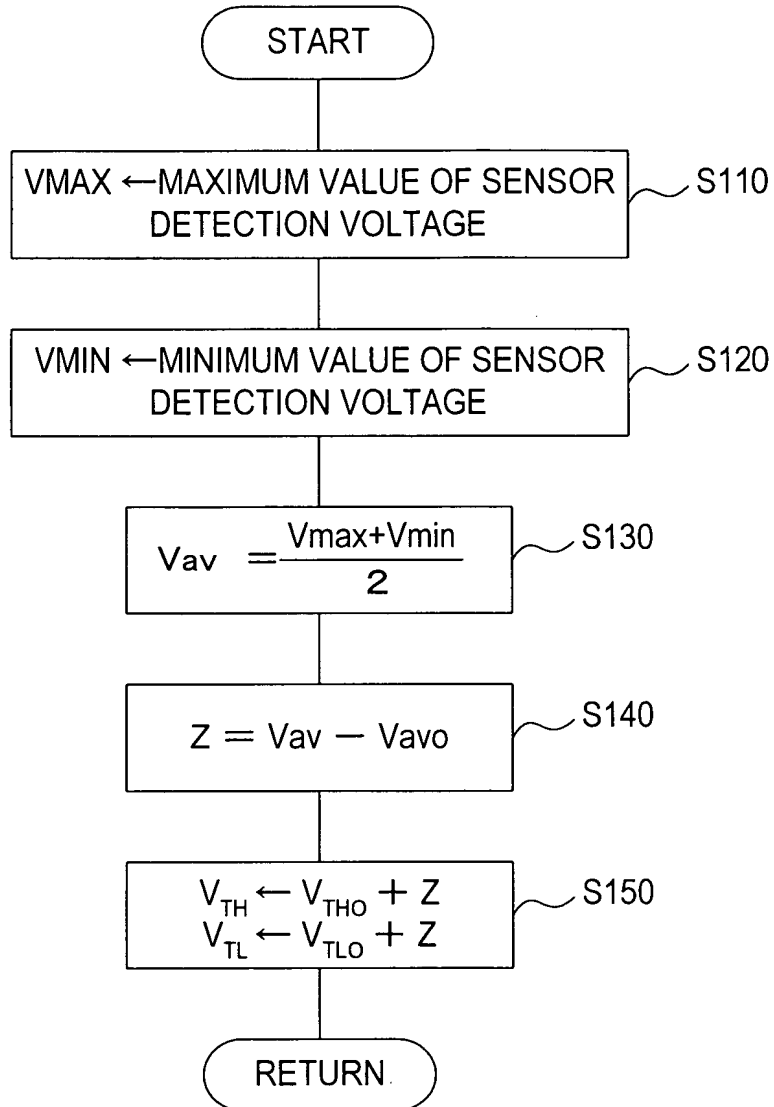 START
VMAX ←MAXIMUM VALUE OF SENSOR
DETECTION VOLTAGE
S110
VMIN ←MINIMUM VALUE OF SENSOR
DETECTION VOLTAGE
S120
Vav = Vmax+Vmin
2
S130
Z = Vav − Vavo
S140
VTH ← VTHO + Z
VTL ← VTLO + Z
S150
RETURN